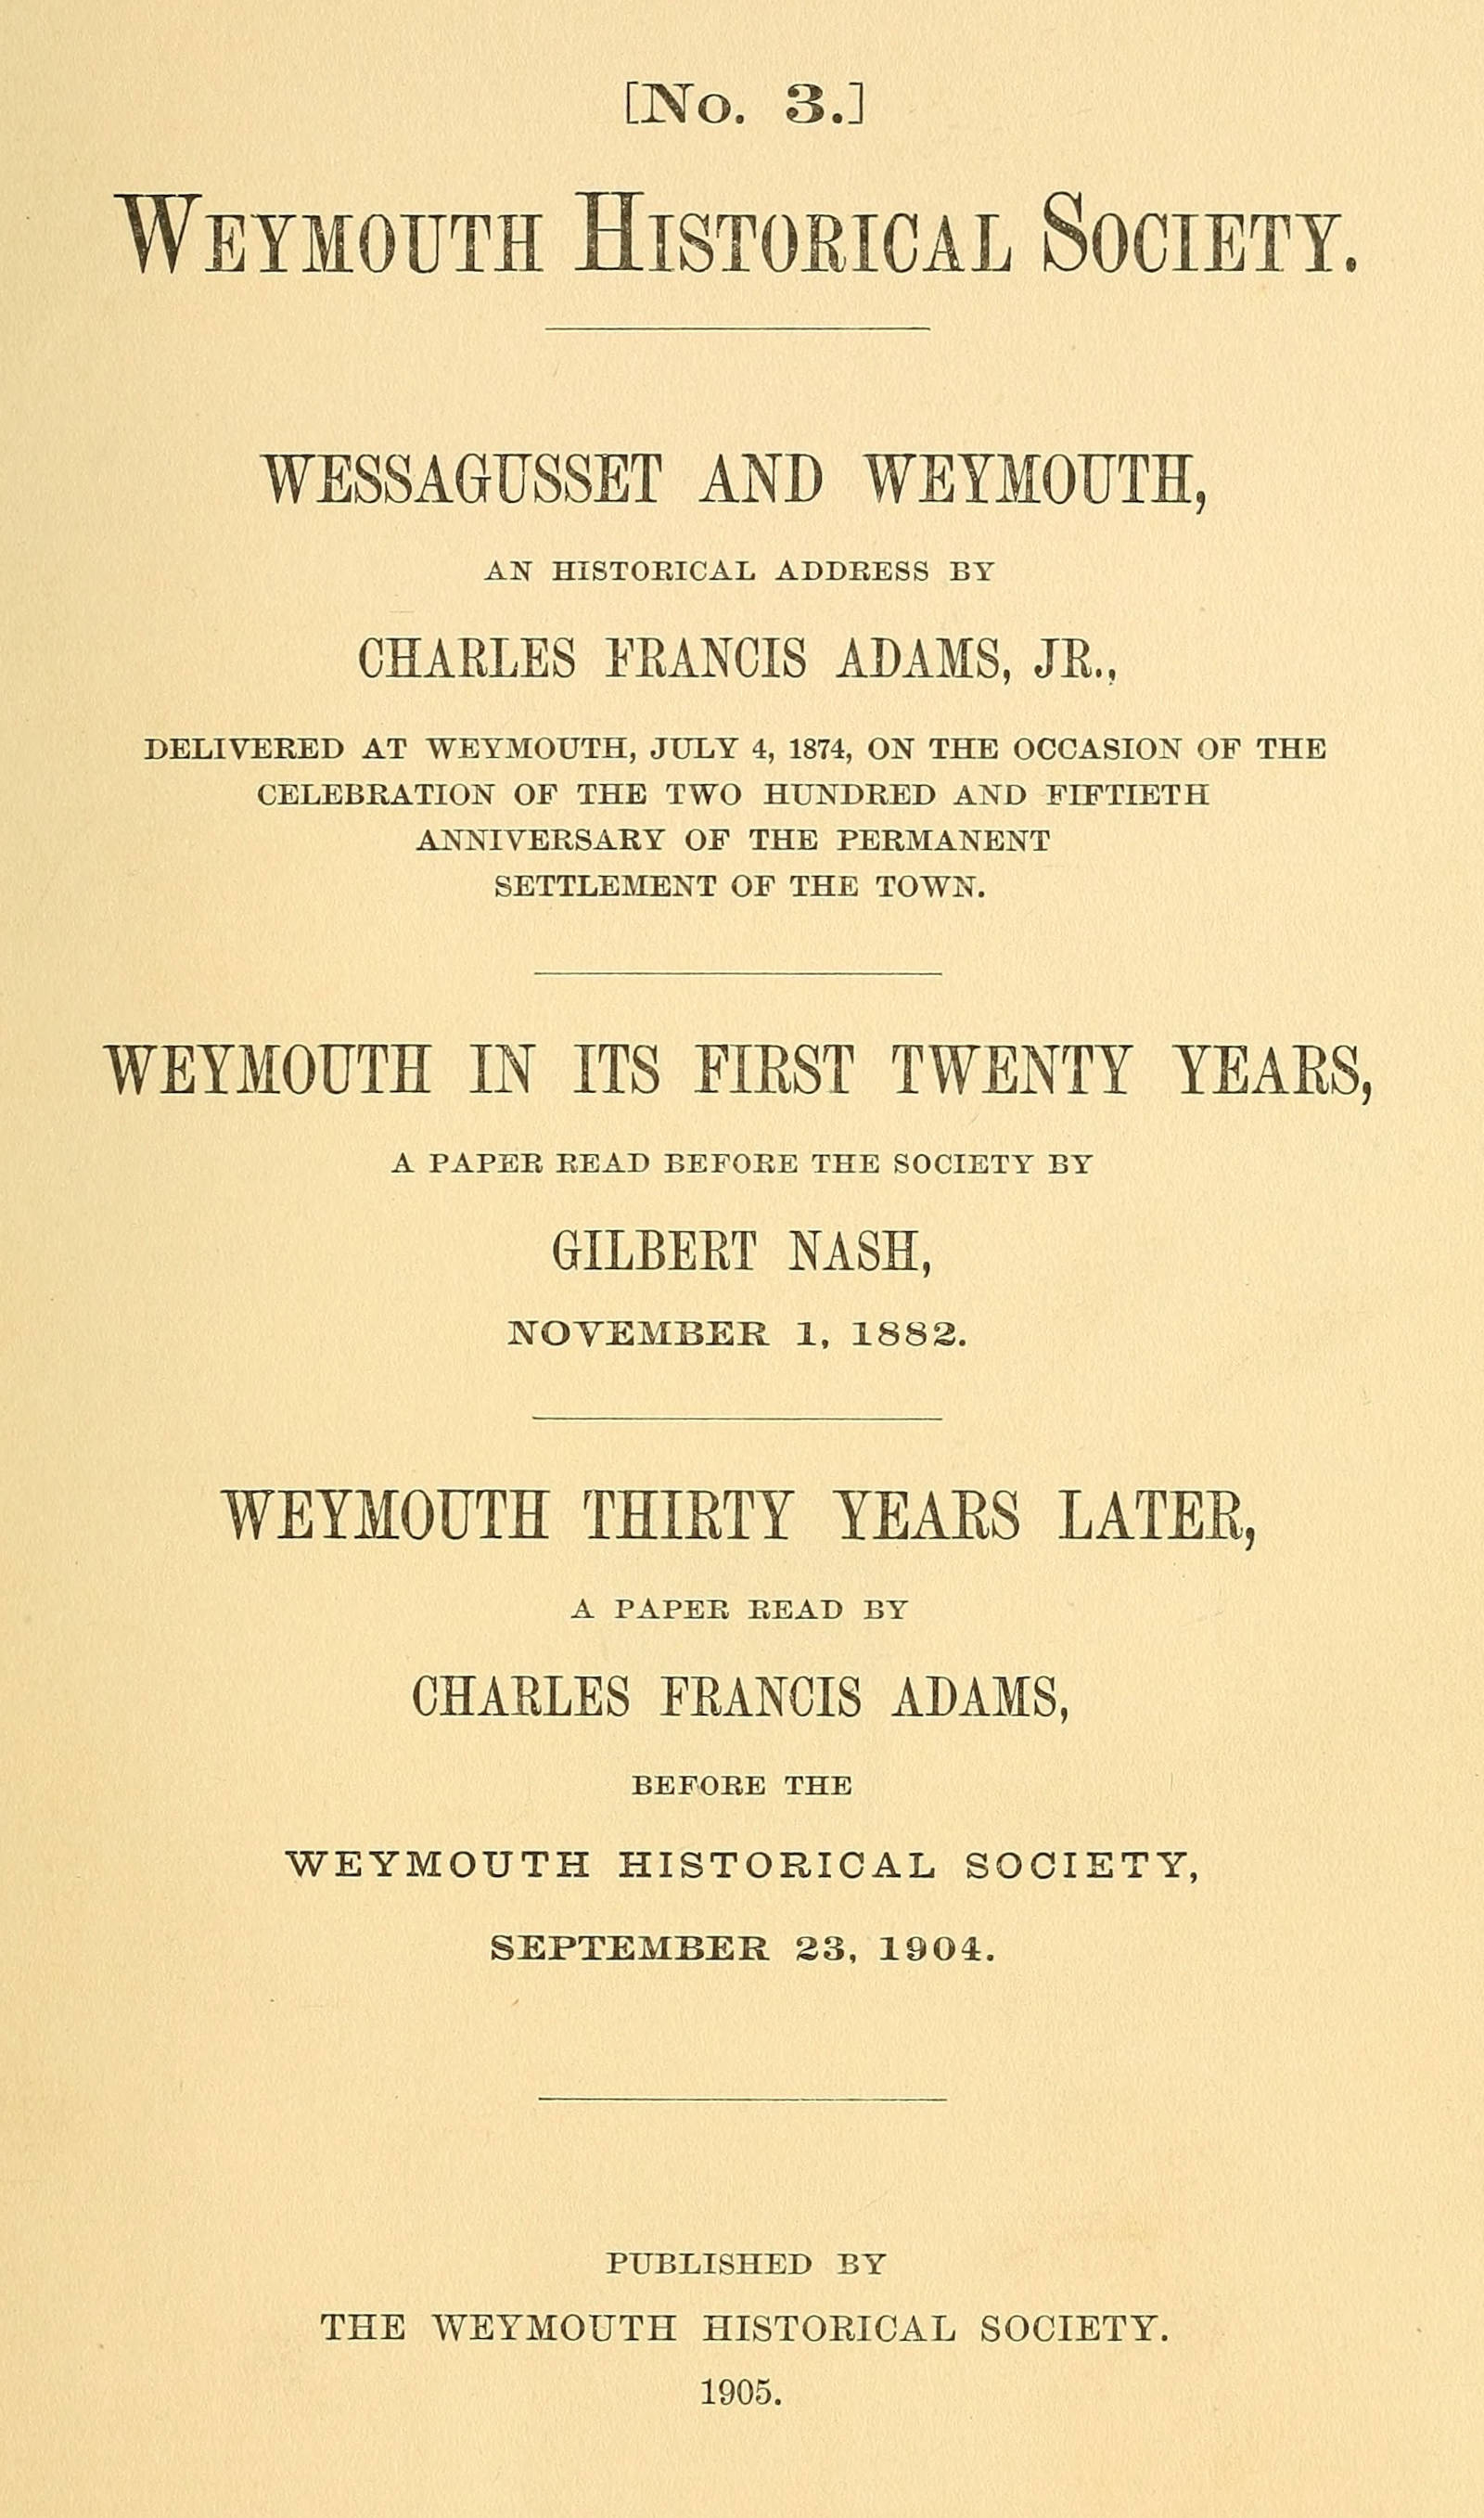 [No. 3.]
WEYMOUTH HISTORICAL SOCIETY.
WESSAGUSSET AND WEYMOUTH,
AN HISTORICAL ADDRESS BY
CHARLES FRANCIS ADAMS, JR.,
DELIVERED AT WEYMOUTH, JULY 4, 1874, ON THE OCCASION OF THE
CELEBRATION OF THE TWO HUNDRED AND FIFTIETH
ANNIVERSARY OF THE PERMANENT
SETTLEMENT OF THE TOWN.
WEYMOUTH IN ITS FIRST TWENTY YEARS,
A PAPER READ BEFORE THE SOCIETY BY
GILBERT NASH,
NOVEMBER 1, 1882.
WEYMOUTH THIRTY YEARS LATER,
A PAPER READ BY
CHARLES FRANCIS ADAMS,
BEFORE THE
WEYMOUTH HISTORICAL SOCIETY,
SEPTEMBER 23, 1904.
PUBLISHED BY
THE WEYMOUTH HISTORICAL SOCIETY.
1905.